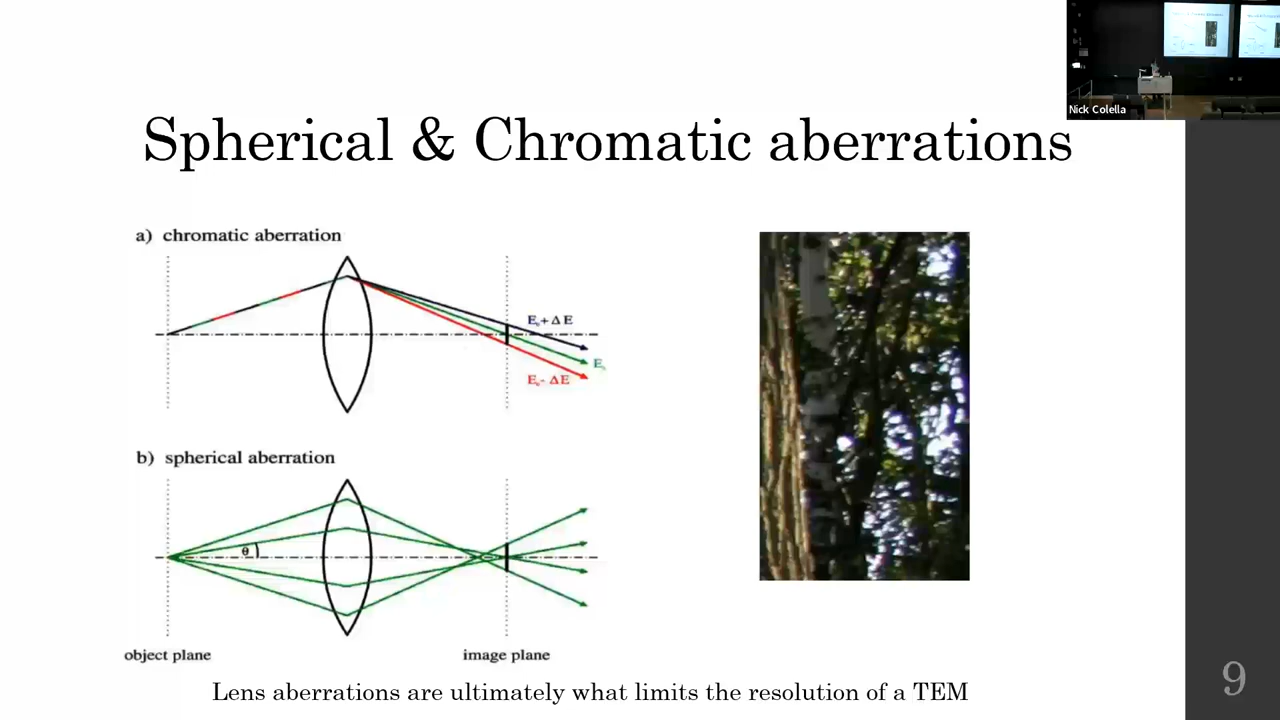 Nick Colella
Spherical & Chromatic aberrations
a) chromatic aberration
E₀+ΔE
E₀
E₀-ΔE
b) spherical aberration
θ
object plane
image plane
Lens aberrations are ultimately what limits the resolution of a TEM
9